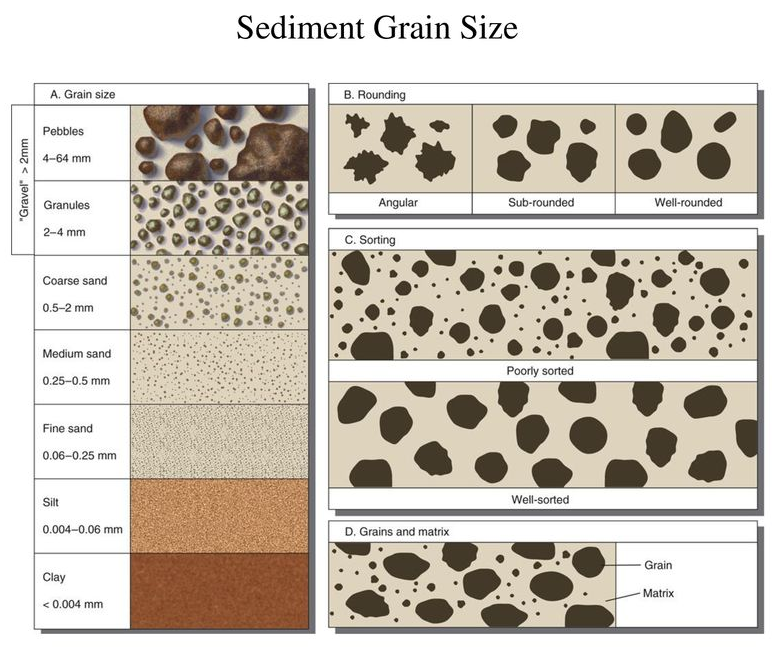 Sediment Grain Size
A. Grain size
"Gravel" > 2mm
Pebbles
4–64 mm
Granules
2–4 mm
Coarse sand
0.5–2 mm
Medium sand
0.25–0.5 mm
Fine sand
0.06–0.25 mm
Silt
0.004–0.06 mm
Clay
< 0.004 mm
B. Rounding
Angular
Sub-rounded
Well-rounded
C. Sorting
Poorly sorted
Well-sorted
D. Grains and matrix
Grain
Matrix